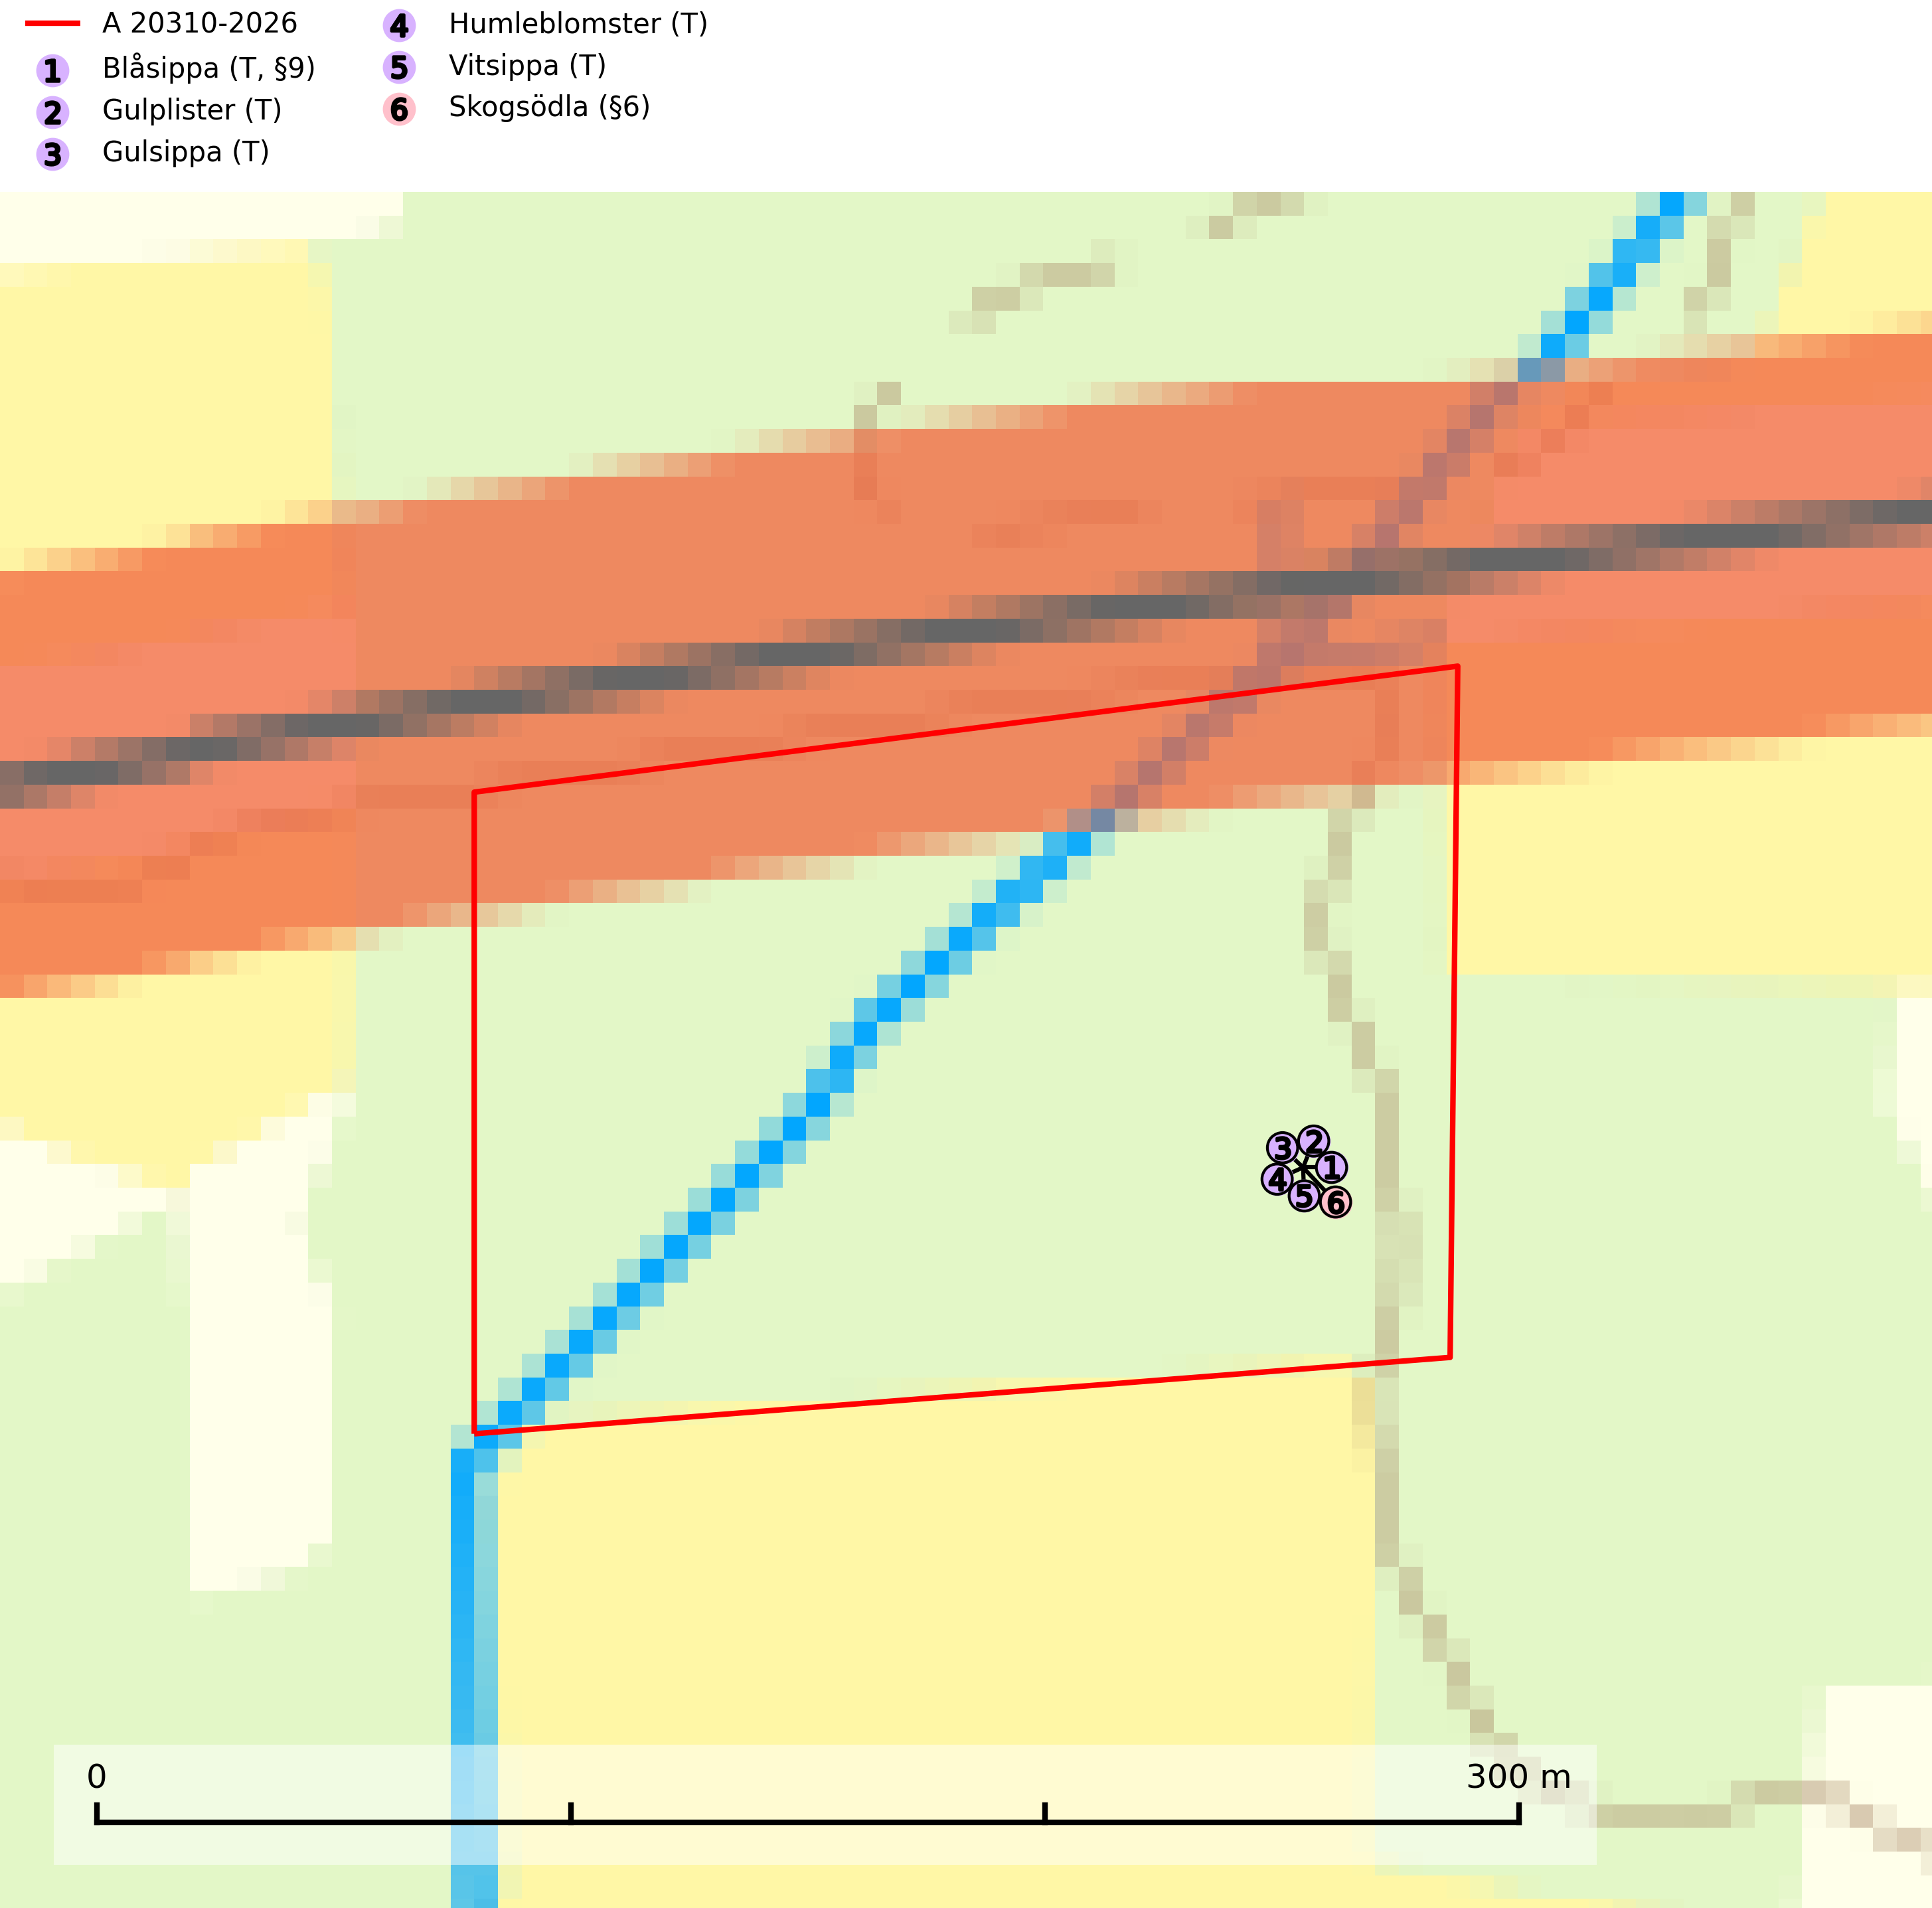 A 20310-2026
1 Blåsippa (T, §9)
2 Gulplister (T)
3 Gulsippa (T)
4 Humleblomster (T)
5 Vitsippa (T)
6 Skogsödla (§6)
3 2
4 1
5 6
0 300 m